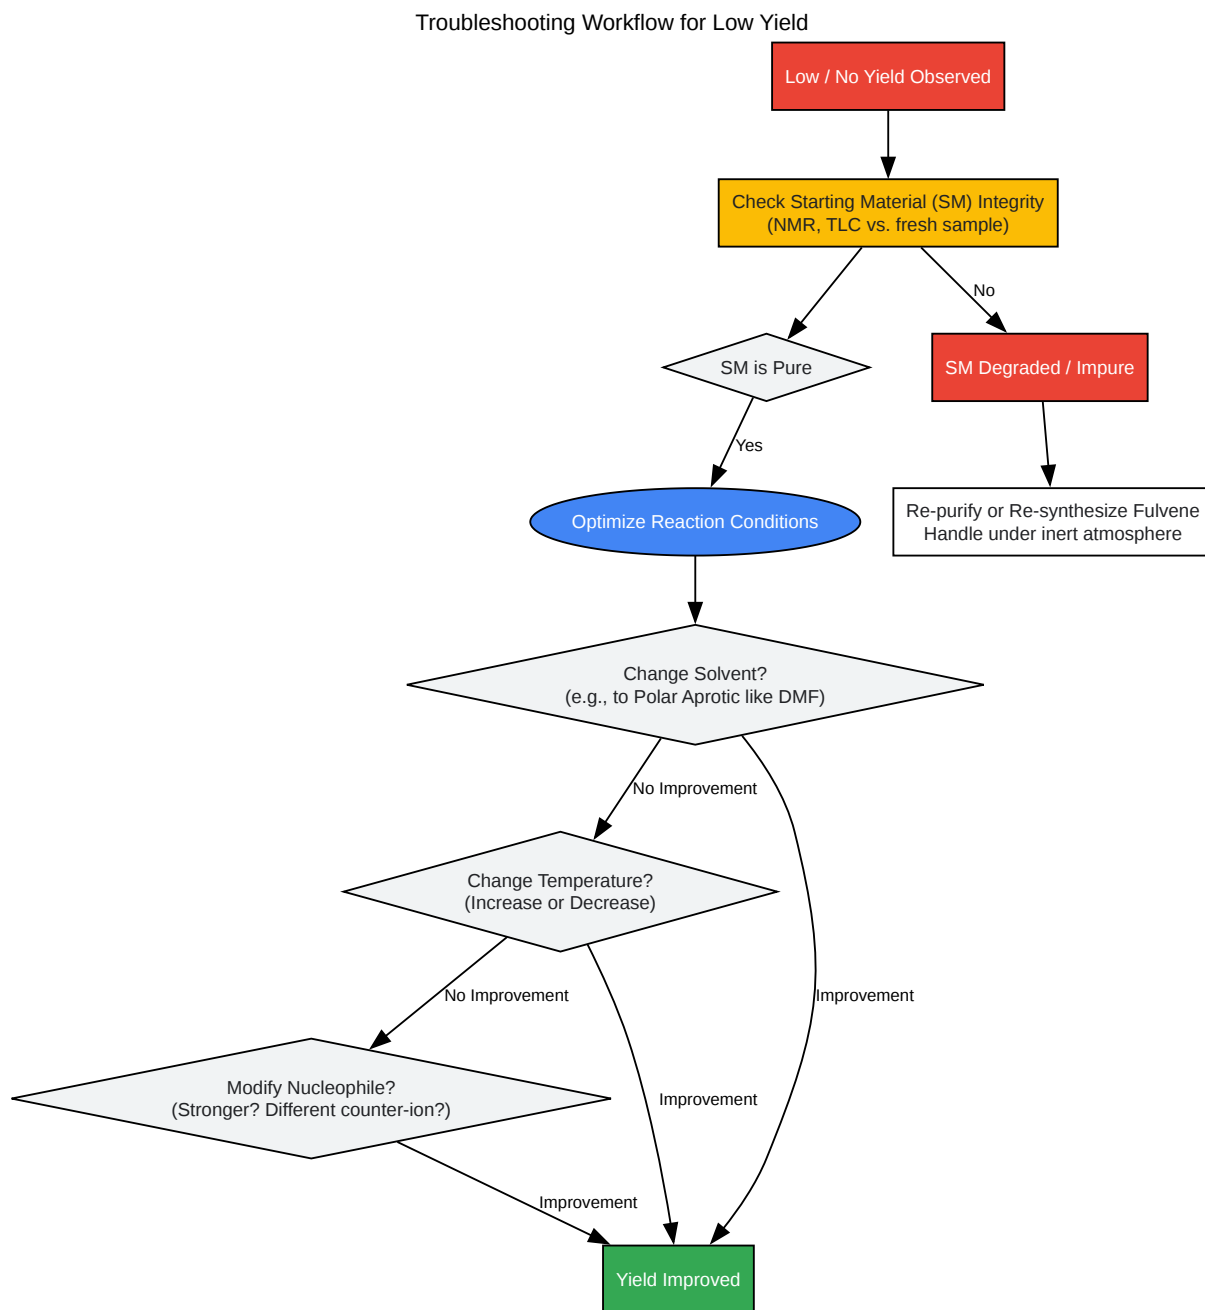 Troubleshooting Workflow for Low Yield
Low / No Yield Observed
Check Starting Material (SM) Integrity
(NMR, TLC vs. fresh sample)
No
SM is Pure
SM Degraded / Impure
Yes
Optimize Reaction Conditions
Re-purify or Re-synthesize Fulvene
Handle under inert atmosphere
Change Solvent?
(e.g., to Polar Aprotic like DMF)
No Improvement
Change Temperature?
(Increase or Decrease)
No Improvement
Improvement
Modify Nucleophile?
(Stronger? Different counter-ion?)
Improvement
Improvement
Yield Improved